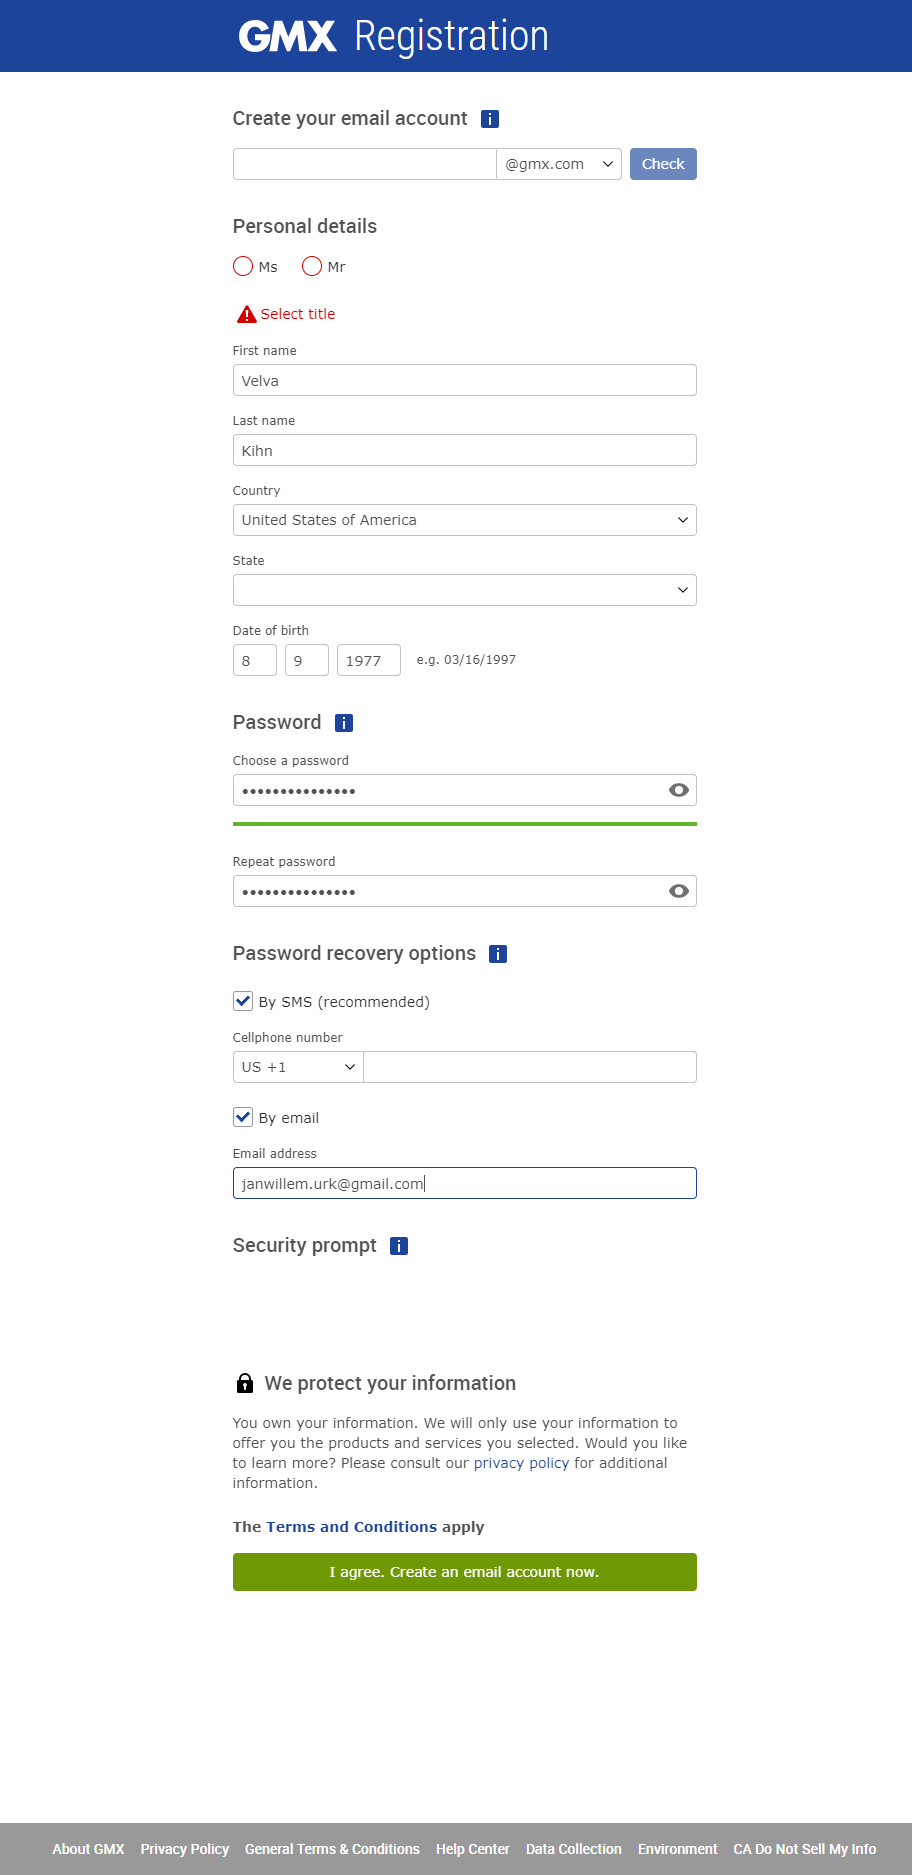 GMX Registration
Create your email account i
@gmx.com Check
Personal details
Ms Mr
Select title
First name
Velva
Last name
Kihn
Country
United States of America
State
Date of birth
8 9 1977 e.g. 03/16/1997
Password i
Choose a password
•••••••••••••••
Repeat password
•••••••••••••••
Password recovery options i
By SMS (recommended)
Cellphone number
US +1
By email
Email address
janwillem.urk@gmail.com
Security prompt i
We protect your information
You own your information. We will only use your information to
offer you the products and services you selected. Would you like
to learn more? Please consult our privacy policy for additional
information.
The Terms and Conditions apply
I agree. Create an email account now.
About GMX Privacy Policy General Terms & Conditions Help Center Data Collection Environment CA Do Not Sell My Info